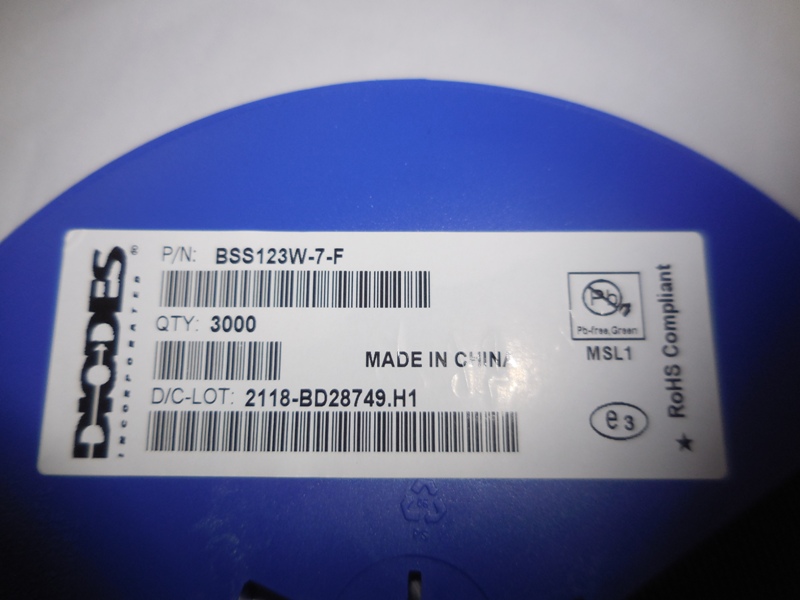 DIODES®
INCORPORATED
P/N: BSS123W-7-F
QTY: 3000
MADE IN CHINA
D/C-LOT: 2118-BD28749.H1
Pb
Pb-free,Green
MSL1
e3
★ RoHS Compliant